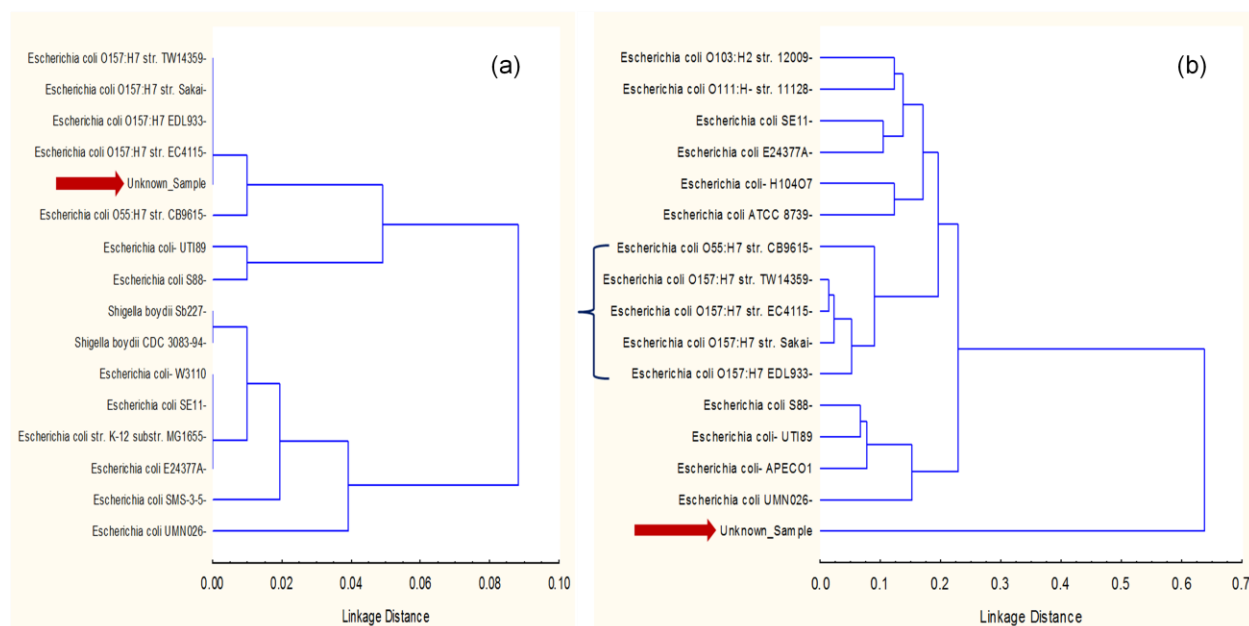 (a)
Escherichia coli O157:H7 str. TW14359-
Escherichia coli O157:H7 str. Sakai-
Escherichia coli O157:H7 EDL933-
Escherichia coli O157:H7 str. EC4115-
Unknown_Sample
Escherichia coli O55:H7 str. CB9615-
Escherichia coli- UTI89
Escherichia coli S88-
Shigella boydii Sb227-
Shigella boydii CDC 3083-94-
Escherichia coli- W3110
Escherichia coli SE11-
Escherichia coli str. K-12 substr. MG1655-
Escherichia coli E24377A-
Escherichia coli SMS-3-5-
Escherichia coli UMN026-
0.00 0.02 0.04 0.06 0.08 0.10
Linkage Distance
(b)
Escherichia coli O103:H2 str. 12009-
Escherichia coli O111:H- str. 11128-
Escherichia coli SE11-
Escherichia coli E24377A-
Escherichia coli- H104O7
Escherichia coli ATCC 8739-
Escherichia coli O55:H7 str. CB9615-
Escherichia coli O157:H7 str. TW14359-
Escherichia coli O157:H7 str. EC4115-
Escherichia coli O157:H7 str. Sakai-
Escherichia coli O157:H7 EDL933-
Escherichia coli S88-
Escherichia coli- UTI89
Escherichia coli- APECO1
Escherichia coli UMN026-
Unknown_Sample
0.0 0.1 0.2 0.3 0.4 0.5 0.6 0.7
Linkage Distance